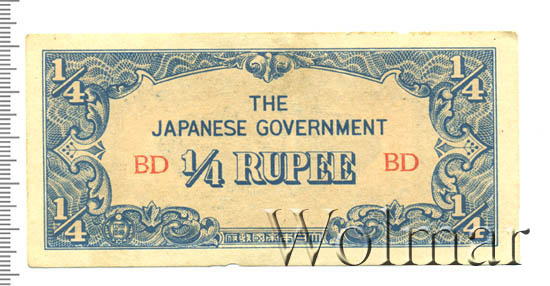 1/4 1/4
THE
JAPANESE GOVERNMENT
BD 1/4 RUPEE BD
1/4 1/4
Wolmar